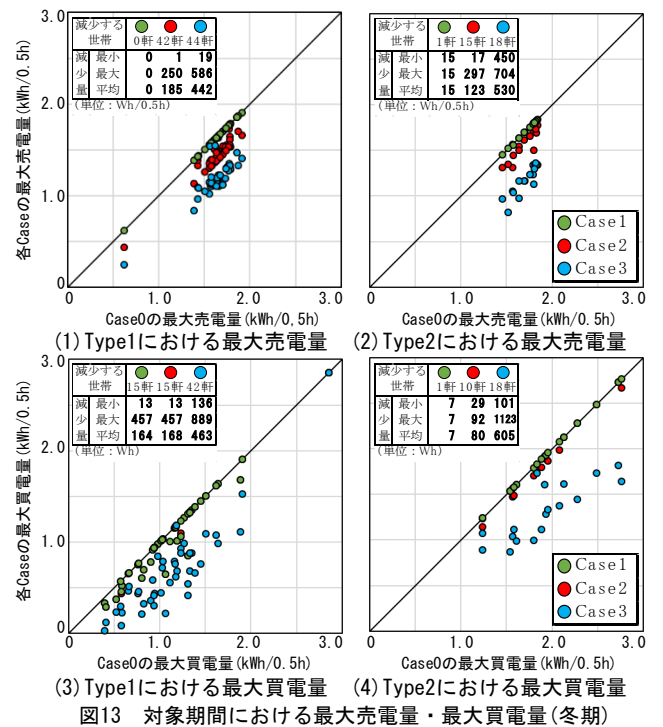 減少する世帯 0軒 42軒 44軒
減少量 最小 0 1 19
最大 0 250 586
平均 0 185 442
(単位：Wh/0.5h)
各Caseの最大売電量(kWh/0.5h)
3.0
2.0
1.0
0
0 1.0 2.0 3.0
Case0の最大売電量(kWh/0,5h)
(1)Type1における最大売電量
減少する世帯 1軒 15軒 18軒
減少量 最小 15 17 450
最大 15 297 704
平均 15 123 530
(単位：Wh/0.5h)
Case1
Case2
Case3
0 1.0 2.0 3.0
Case0の最大売電量(kWh/0.5h)
(2)Type2における最大売電量
減少する世帯 15軒 13軒 42軒
減少量 最小 13 13 136
最大 457 457 889
平均 164 168 463
(単位：Wh)
各Caseの最大買電量(kWh/0.5h)
3.0
2.0
1.0
0
0 1.0 2.0 3.0
Case0の最大買電量(kWh/0.5h)
(3)Type1における最大買電量
減少する世帯 1軒 10軒 18軒
減少量 最小 7 29 101
最大 7 92 1123
平均 7 80 605
(単位：Wh)
Case1
Case2
Case3
0 1.0 2.0 3.0
Case0の最大買電量(kWh/0.5h)
(4)Type2における最大買電量
図13 対象期間における最大売電量・最大買電量(冬期)